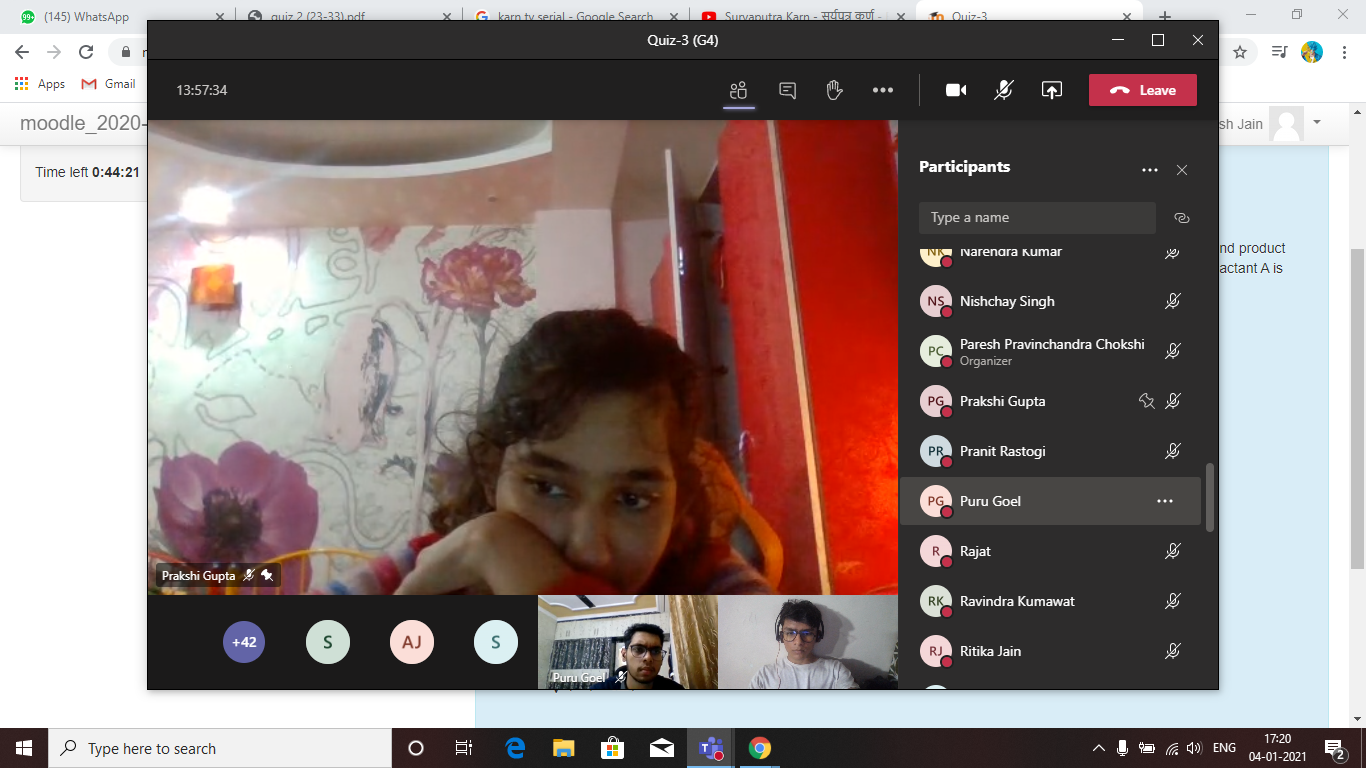 (145) WhatsApp
quiz 2 (23-33).pdf
karn tv serial - Google Search
Suryaputra Karn - सूर्यपुत्र कर्ण -
Quiz-3
Apps
Gmail
Quiz-3 (G4)
13:57:34
Leave
moodle_2020-
sh Jain
Time left 0:44:21
nd product
actant A is
Participants
Type a name
NK Narendra Kumar
NS Nishchay Singh
PC Paresh Pravinchandra Chokshi
Organizer
PG Prakshi Gupta
PR Pranit Rastogi
PG Puru Goel
R Rajat
RK Ravindra Kumawat
RJ Ritika Jain
Prakshi Gupta
+42
S
AJ
S
Puru Goel
Type here to search
ENG
17:20
04-01-2021
2